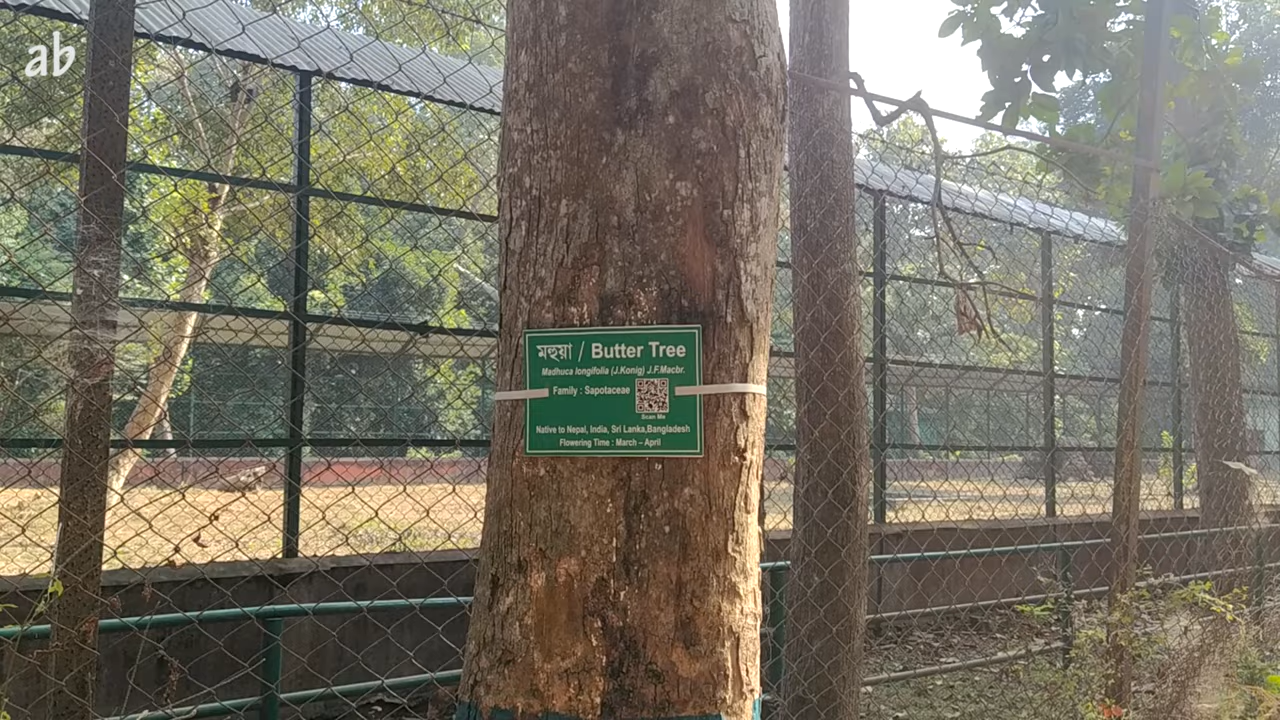 ab
মহুয়া / Butter Tree
Madhuca longifolia (J.Konig) J.F.Macbr.
Family : Sapotaceae
Scan Me
Native to Nepal, India, Sri Lanka,Bangladesh
Flowering Time : March – April